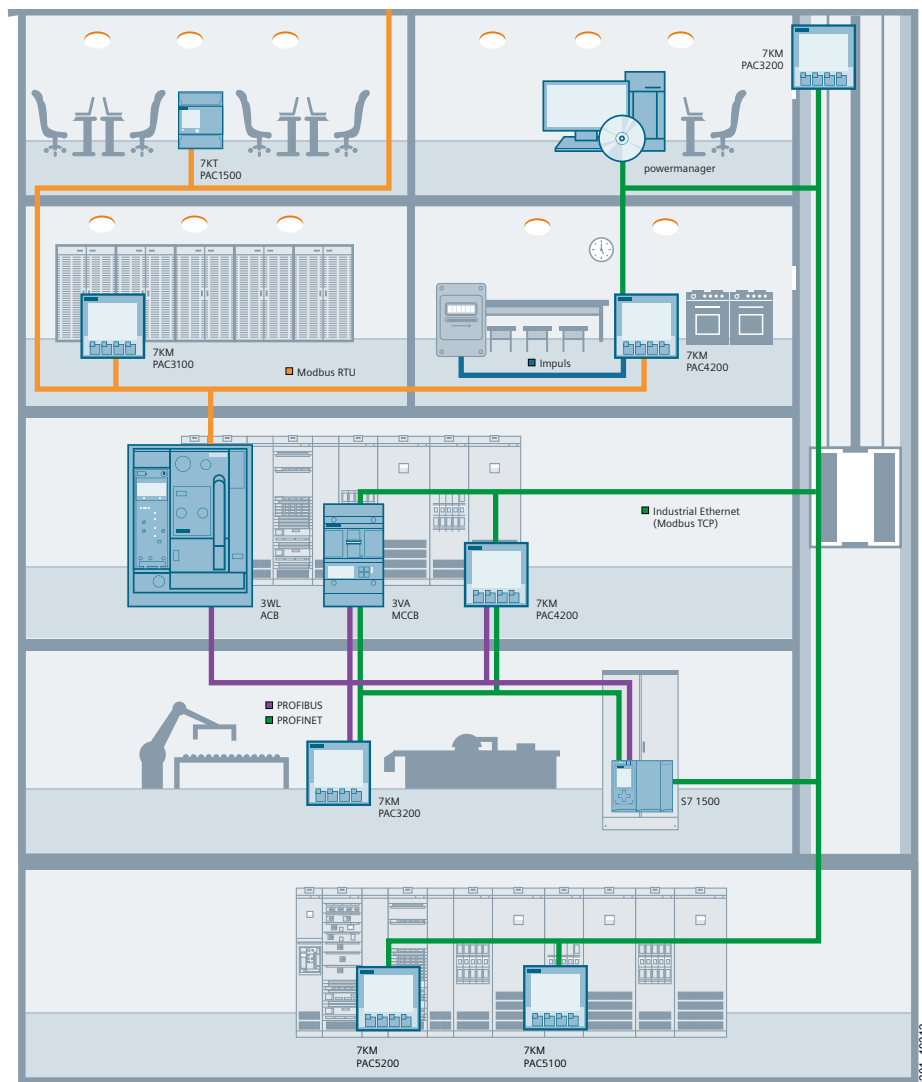 7KM
PAC3200
7KT
PAC1500
powermanager
7KM
PAC3100
Modbus RTU
Impuls
7KM
PAC4200
Industrial Ethernet
(Modbus TCP)
3WL
ACB
3VA
MCCB
7KM
PAC4200
PROFIBUS
PROFINET
7KM
PAC3200
S7 1500
7KM
PAC5200
7KM
PAC5100